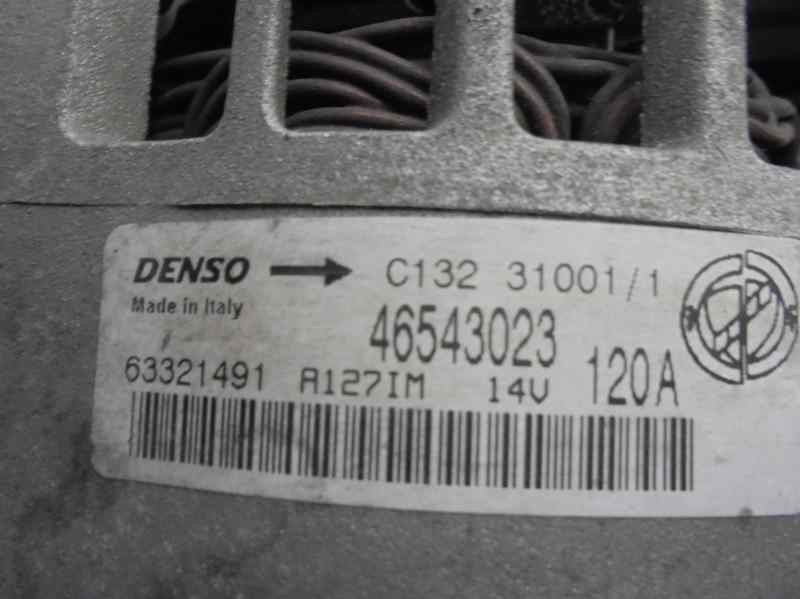 DENSO → C132 31001/1
Made in Italy 46543023
63321491 A127IM 14V 120A